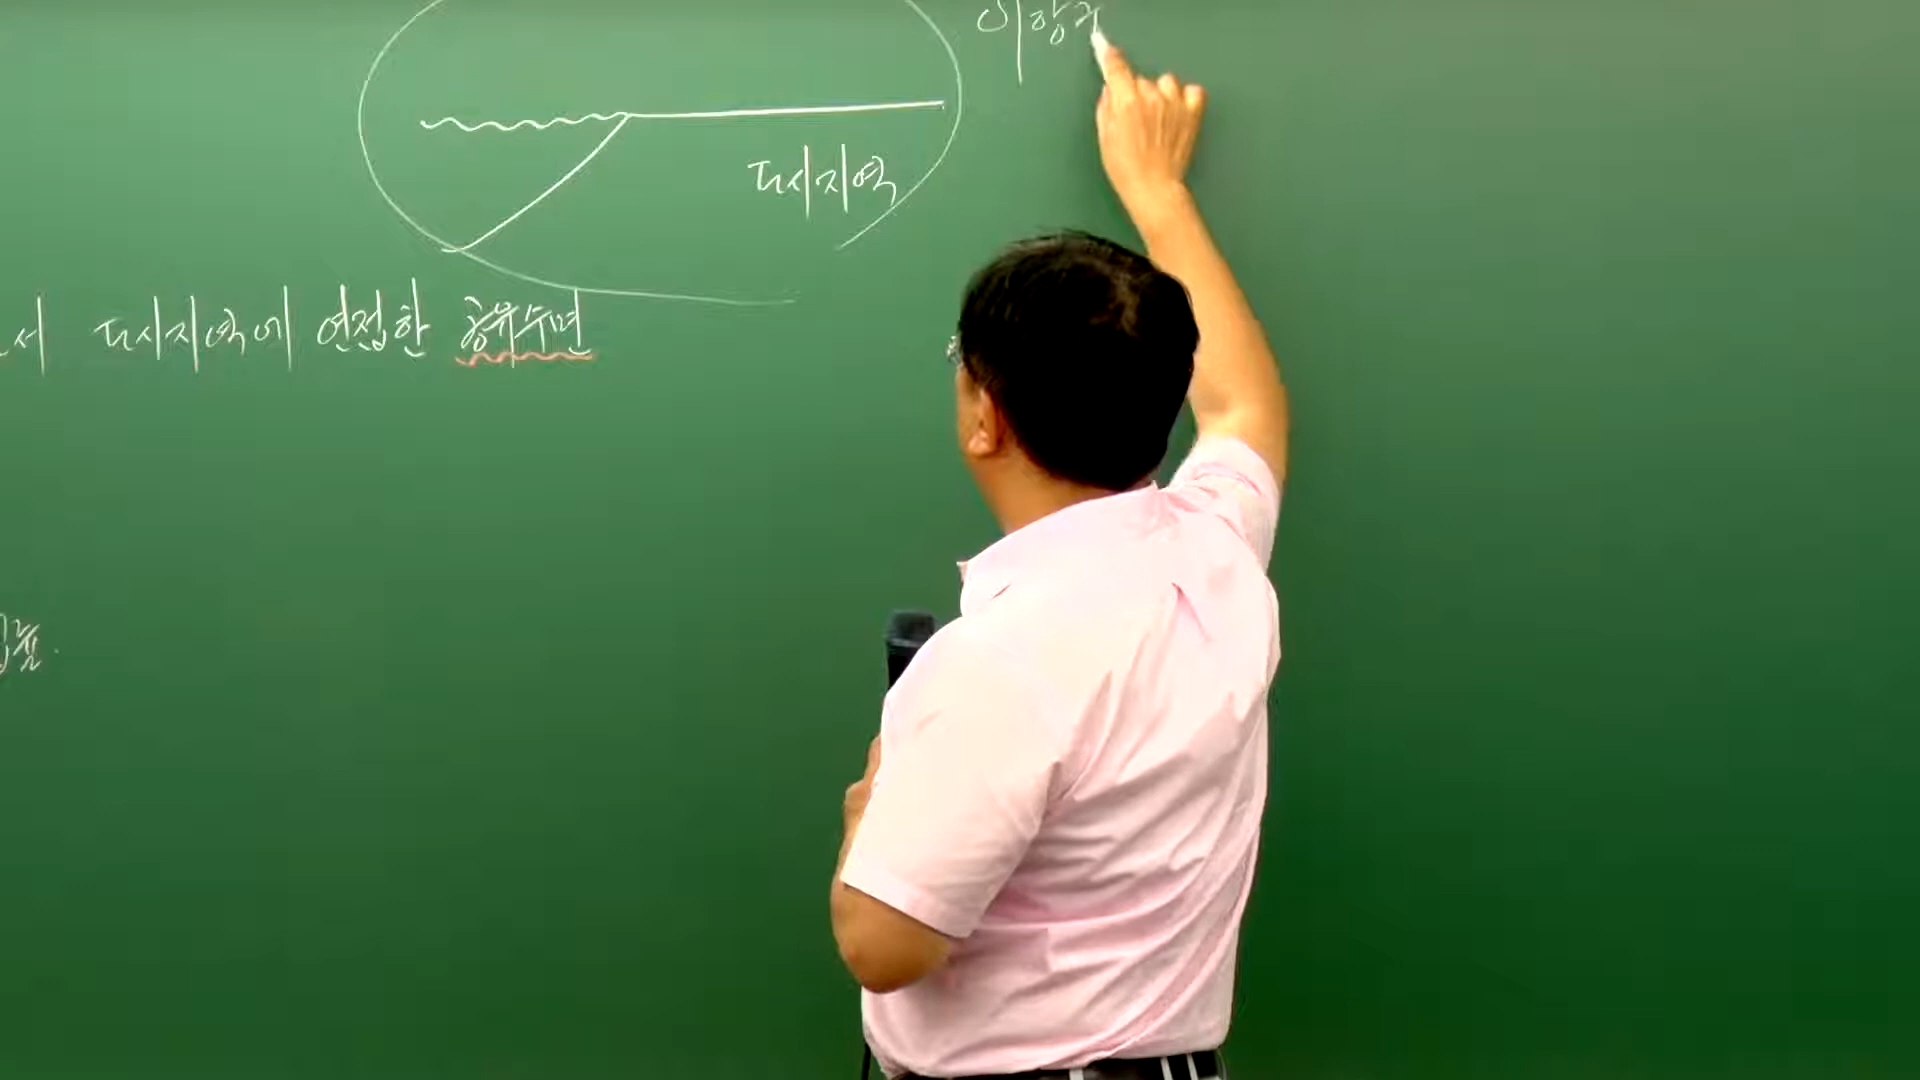 이항
도시지역
서 도시지역에 연접한 공유수면